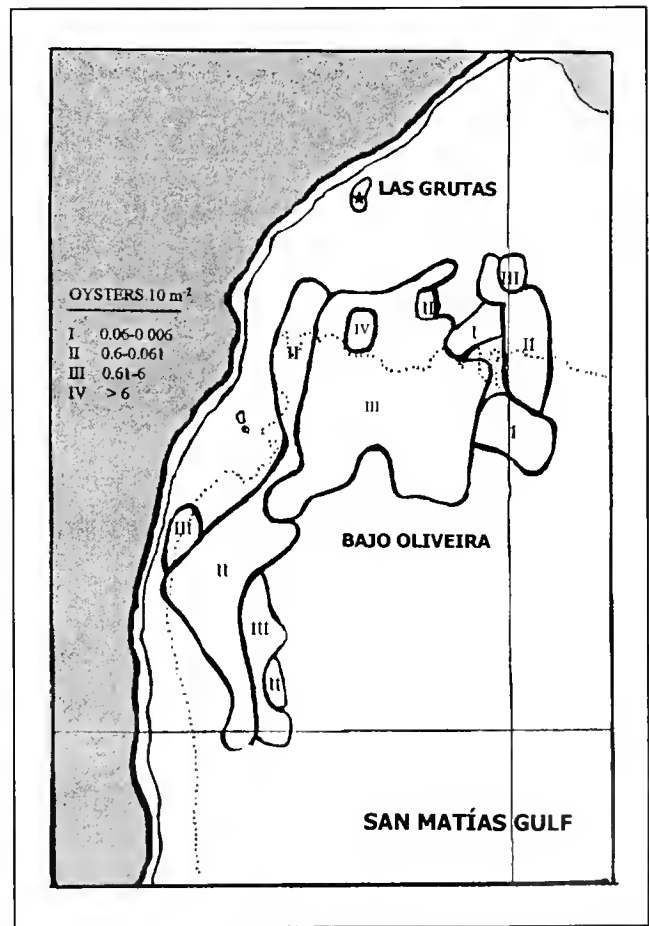 LAS GRUTAS
III
OYSTERS.10 m⁻²
I 0.06-0 006
II 0.6-0.061
III 0.61-6
IV > 6
IV
I
II
II
III
I
III
BAJO OLIVEIRA
II
III
II
SAN MATÍAS GULF